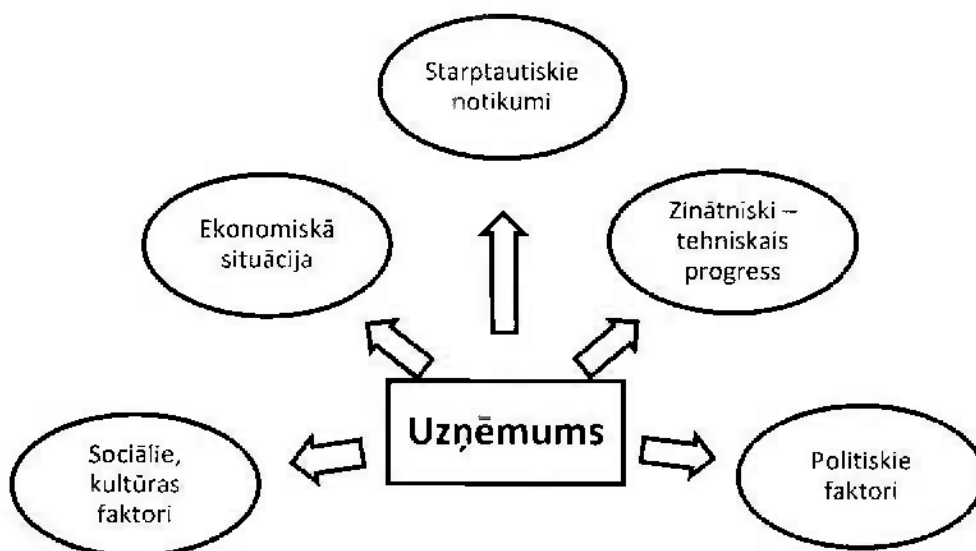 Starptautiskie
notikumi
Ekonomiskā
situācija
Zinātniski –
tehniskais
progress
Uzņēmums
Sociālie,
kultūras
faktori
Politiskie
faktori